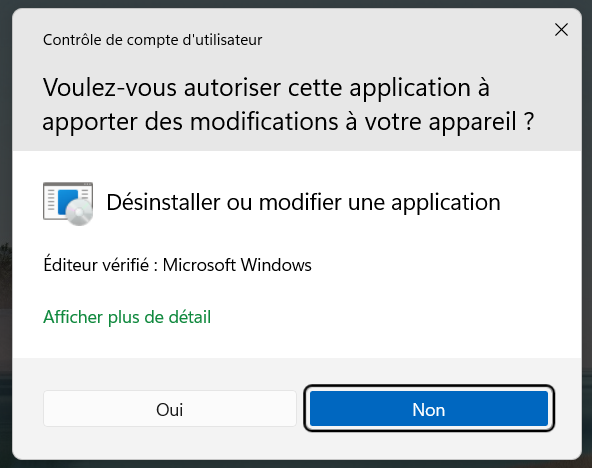 Contrôle de compte d'utilisateur
Voulez-vous autoriser cette application à
apporter des modifications à votre appareil ?
Désinstaller ou modifier une application
Éditeur vérifié : Microsoft Windows
Afficher plus de détail
Oui
Non